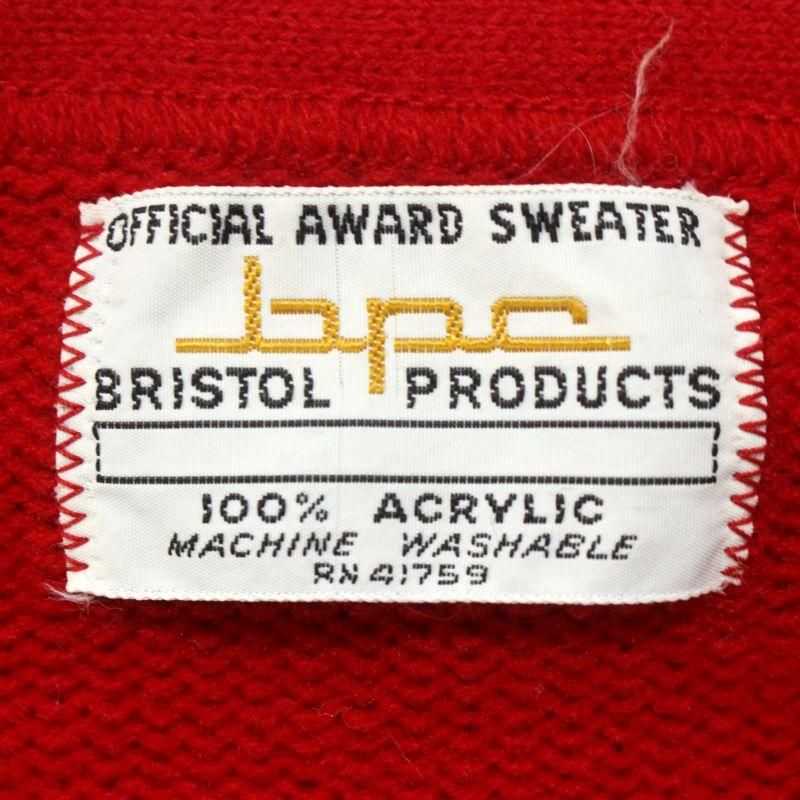 OFFICIAL AWARD SWEATER
bpc
BRISTOL PRODUCTS
100% ACRYLIC
MACHINE WASHABLE
RN 41759